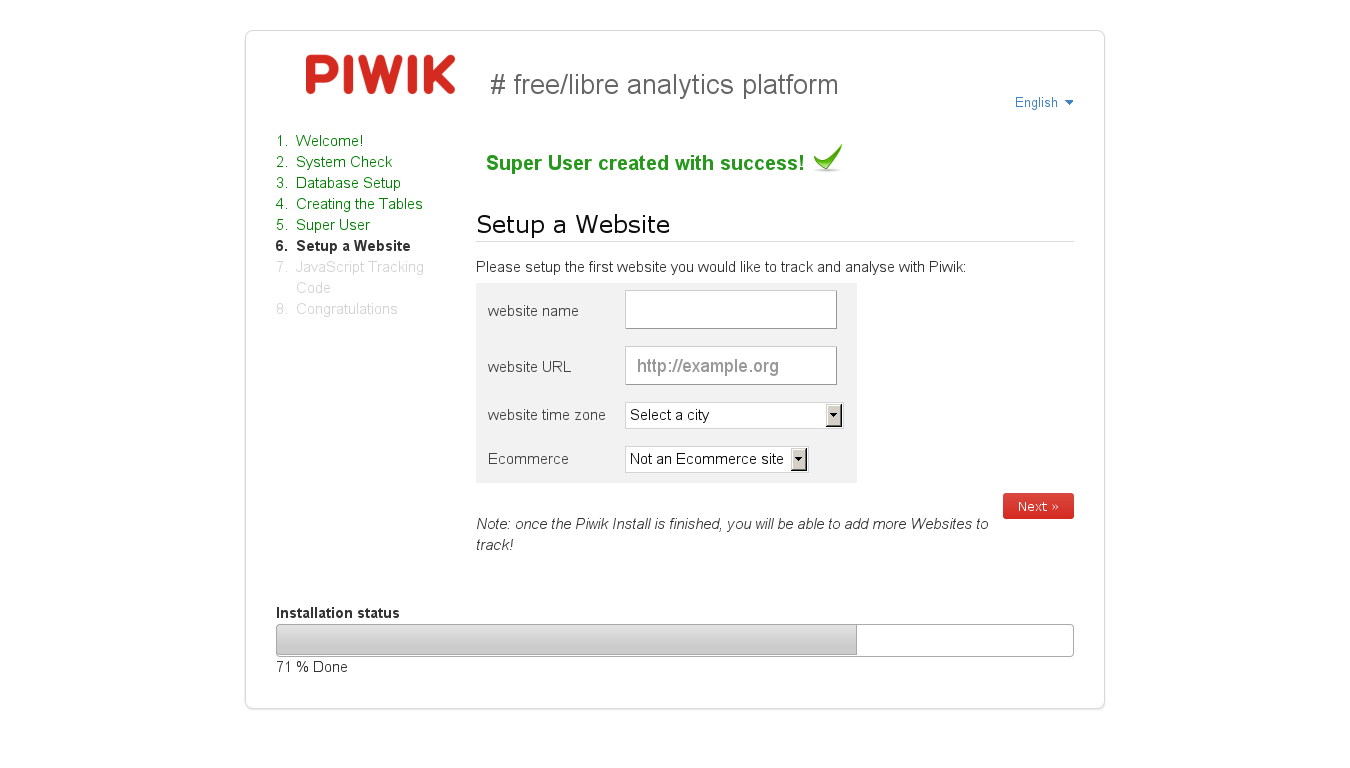 PIWIK
# free/libre analytics platform
English
1. Welcome!
2. System Check
3. Database Setup
4. Creating the Tables
5. Super User
6. Setup a Website
7. JavaScript Tracking
Code
8. Congratulations
Super User created with success!
Setup a Website
Please setup the first website you would like to track and analyse with Piwik:
website name
website URL http://example.org
website time zone Select a city
Ecommerce Not an Ecommerce site
Next »
Note: once the Piwik Install is finished, you will be able to add more Websites to
track!
Installation status
71 % Done